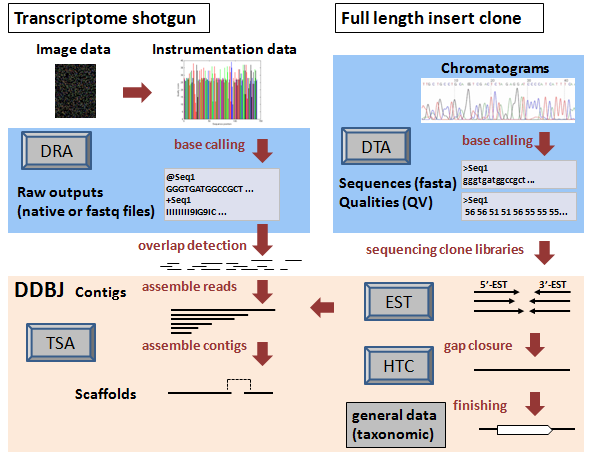 Transcriptome shotgun
Image data
Instrumentation data
DRA
base calling
@Seq1
GGGTGATGGCCGCT ...
+Seq1
IIIIIIII9IG9IC ...
Raw outputs
(native or fastq files)
overlap detection
DDBJ
Contigs
assemble reads
TSA
assemble contigs
Scaffolds
Full length insert clone
Chromatograms
DTA
base calling
>Seq1
gggtgatggccgct ...
Sequences (fasta)
Qualities (QV)
>Seq1
56 56 51 51 56 55 55 55...
sequencing clone libraries
EST
5’-EST
3’-EST
gap closure
HTC
finishing
general data
(taxonomic)